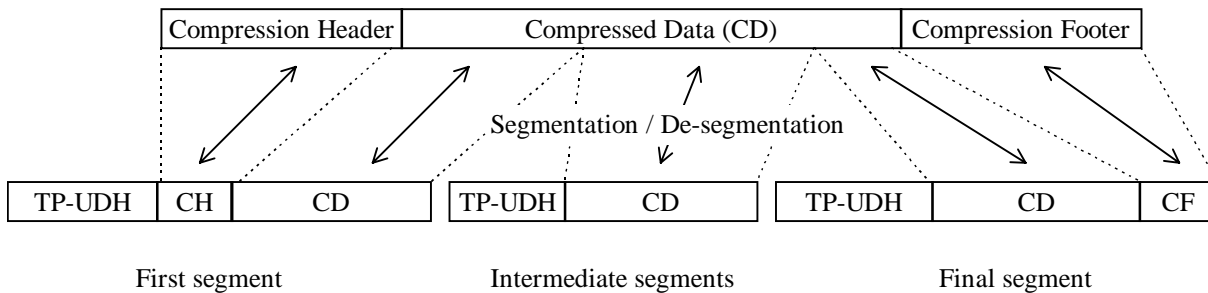 Compression Header Compressed Data (CD) Compression Footer
Segmentation / De-segmentation
TP-UDH CH CD TP-UDH CD TP-UDH CD CF
First segment Intermediate segments Final segment